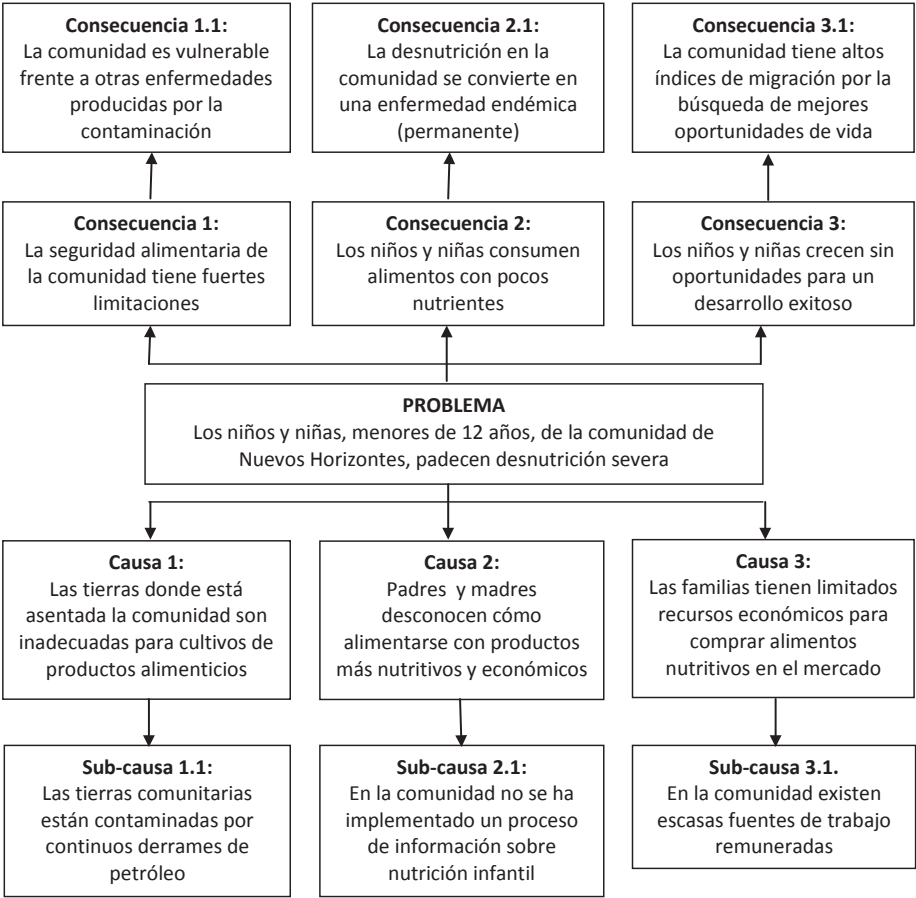 Consecuencia 1.1:
La comunidad es vulnerable
frente a otras enfermedades
producidas por la
contaminación
Consecuencia 2.1:
La desnutrición en la
comunidad se convierte en
una enfermedad endémica
(permanente)
Consecuencia 3.1:
La comunidad tiene altos
índices de migración por la
búsqueda de mejores
oportunidades de vida
Consecuencia 1:
La seguridad alimentaria de
la comunidad tiene fuertes
limitaciones
Consecuencia 2:
Los niños y niñas consumen
alimentos con pocos
nutrientes
Consecuencia 3:
Los niños y niñas crecen sin
oportunidades para un
desarrollo exitoso
PROBLEMA
Los niños y niñas, menores de 12 años, de la comunidad de
Nuevos Horizontes, padecen desnutrición severa
Causa 1:
Las tierras donde está
asentada la comunidad son
inadecuadas para cultivos de
productos alimenticios
Causa 2:
Padres y madres
desconocen cómo
alimentarse con productos
más nutritivos y económicos
Causa 3:
Las familias tienen limitados
recursos económicos para
comprar alimentos
nutritivos en el mercado
Sub-causa 1.1:
Las tierras comunitarias
están contaminadas por
continuos derrames de
petróleo
Sub-causa 2.1:
En la comunidad no se ha
implementado un proceso
de información sobre
nutrición infantil
Sub-causa 3.1.
En la comunidad existen
escasas fuentes de trabajo
remuneradas